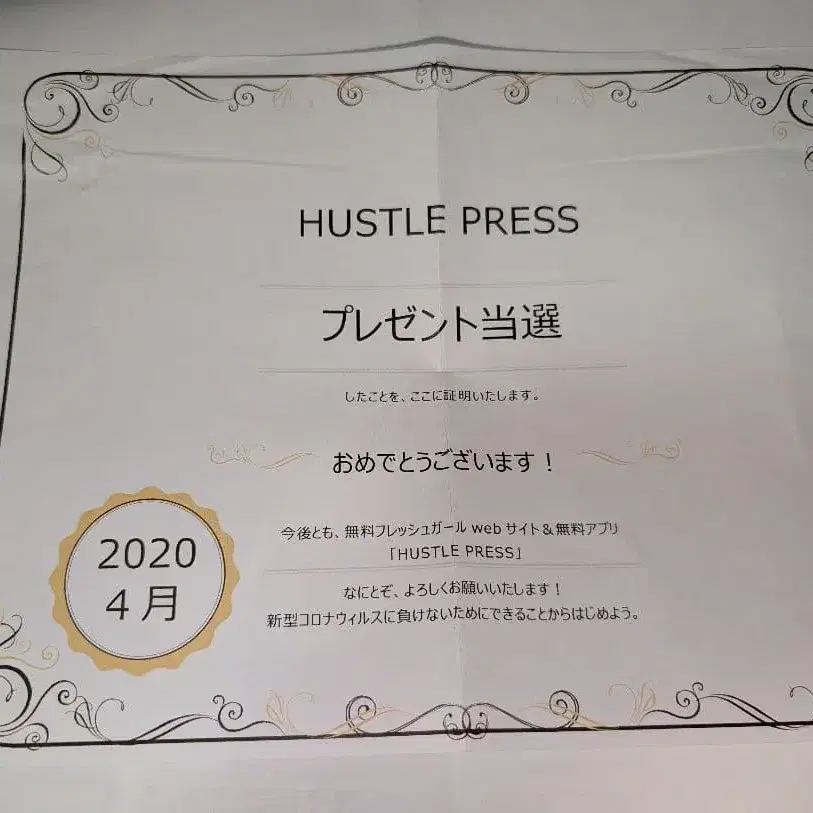 HUSTLE PRESS
プレゼント当選
したことを、ここに証明いたします。
おめでとうございます！
今後とも、無料フレッシュガール webサイト＆無料アプリ
「HUSTLE PRESS」
なにとぞ、よろしくお願いいたします！
新型コロナウィルスに負けないためにできることからはじめよう。
2020
４月